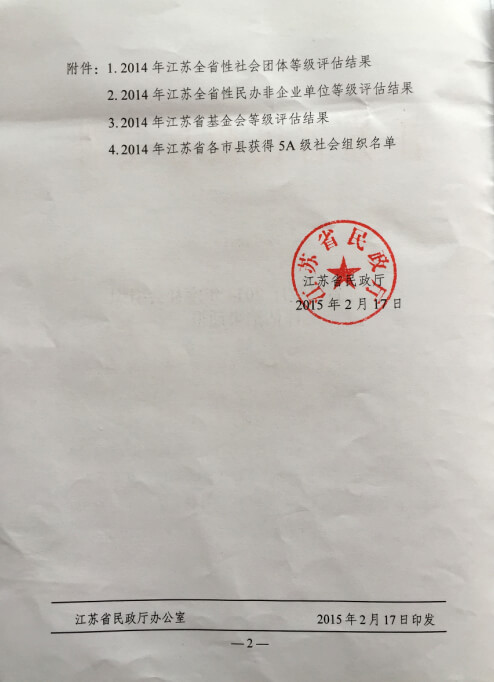 附件：1.2014 年江苏全省性社会团体等级评估结果
2.2014 年江苏全省性民办非企业单位等级评估结果
3.2014 年江苏省基金会等级评估结果
4.2014 年江苏省各市县获得 5A 级社会组织名单
江苏省民政厅
江苏省民政厅
2015 年 2 月 17 日
江苏省民政厅办公室 2015 年 2 月 17 日印发
—2—